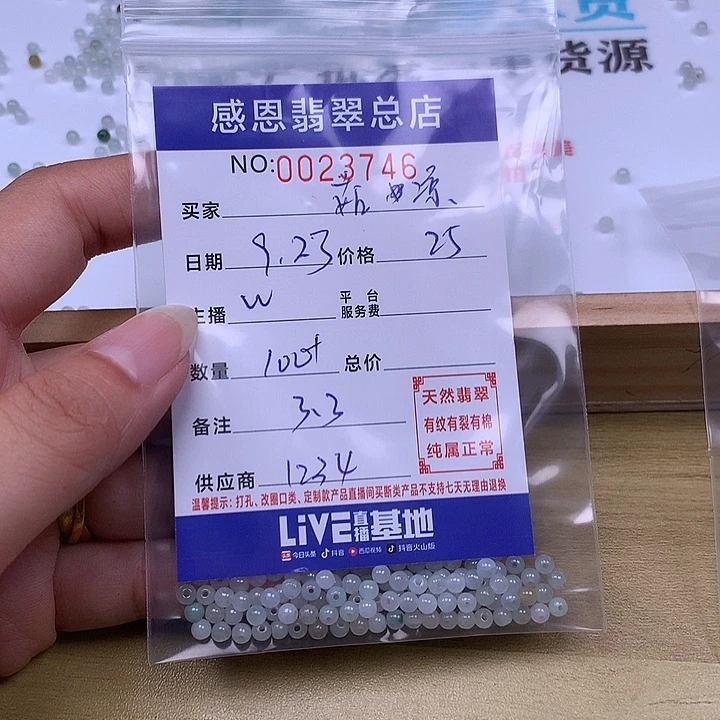 货源
感恩翡翠总店
NO:0023746
买家
日期 9.23 价格 25
主播 W 平台服务费
数量 100+ 总价
备注 3.3
供应商 1234
天然翡翠
有纹有裂有棉
纯属正常
温馨提示：打孔、改圈口类、定制款产品直播间买断类产品不支持七天无理由退换
LiVE直播基地
今日头条 抖音 西瓜视频 抖音火山版